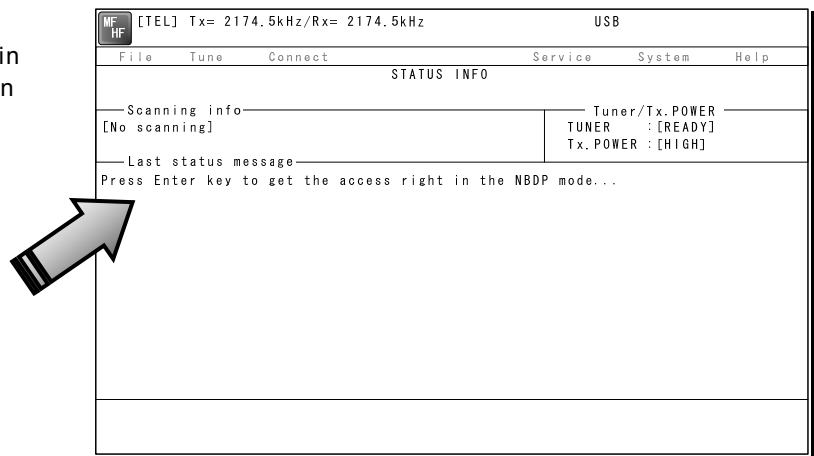 in
n
MF
HF
[TEL] Tx= 2174.5kHz/Rx= 2174.5kHz USB
File Tune Connect Service System Help
STATUS INFO
Scanning info
[No scanning]
Tuner/Tx.POWER
TUNER :[READY]
Tx.POWER :[HIGH]
Last status message
Press Enter key to get the access right in the NBDP mode...